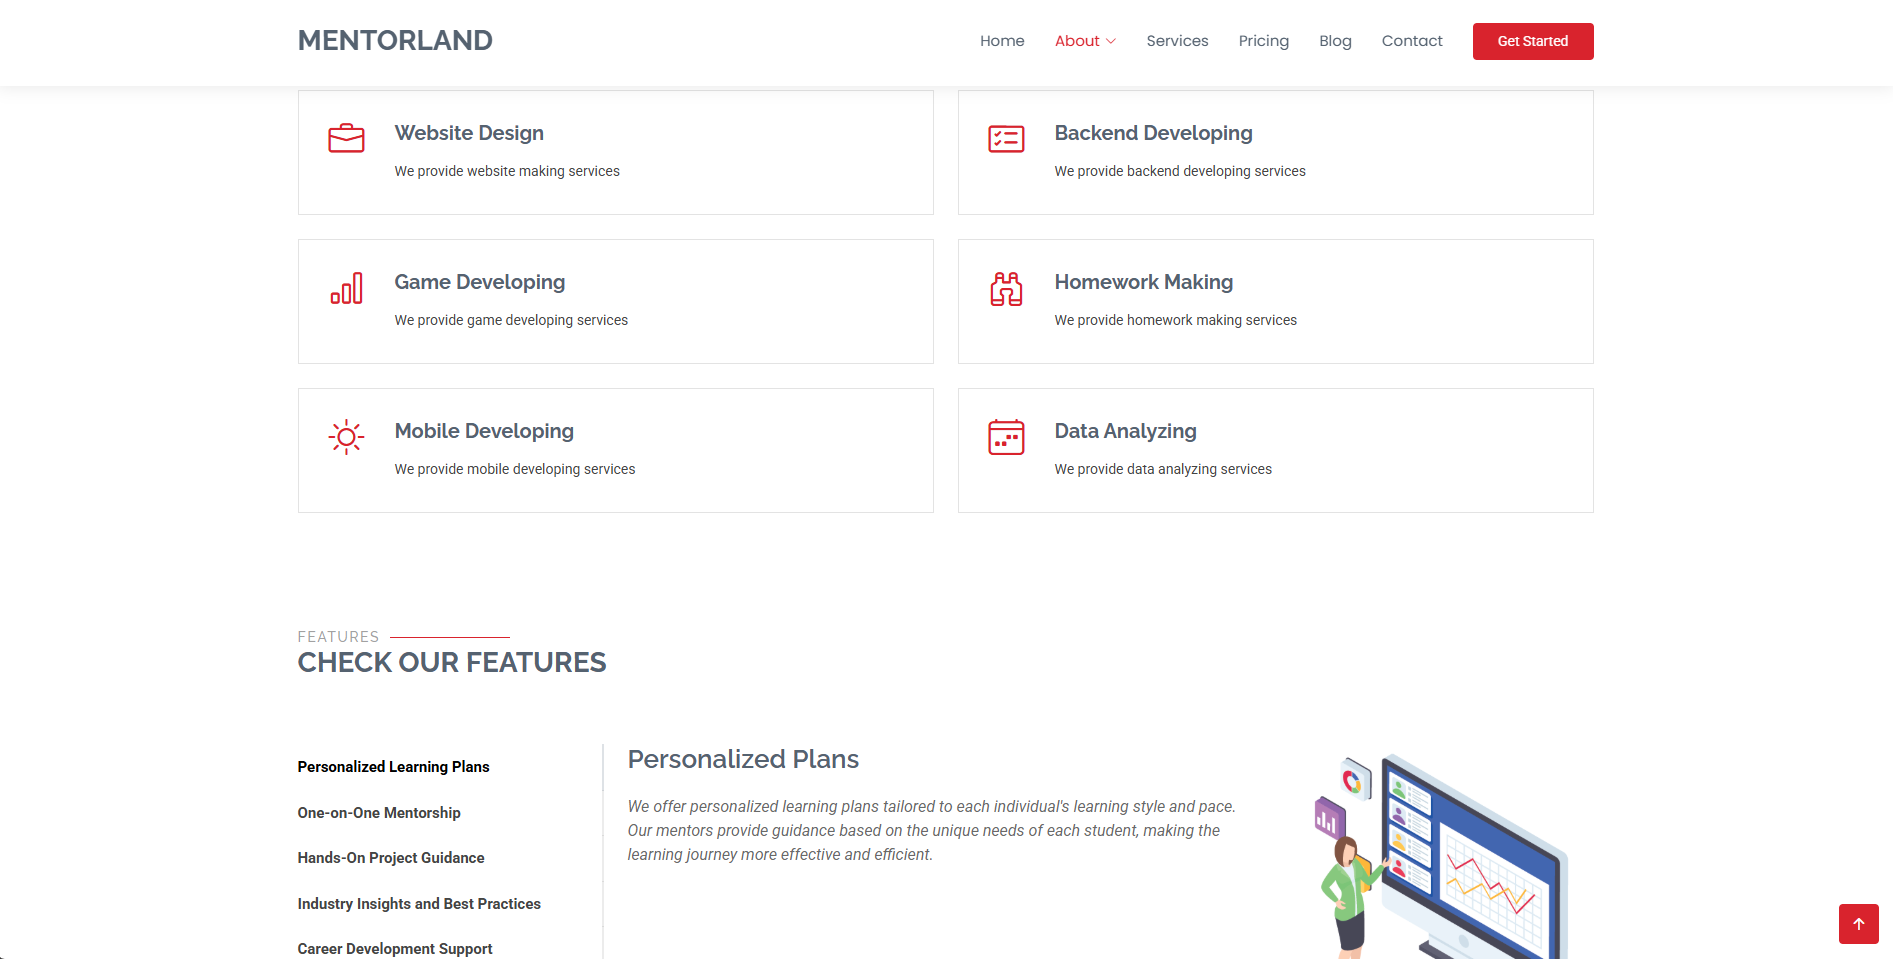 MENTORLAND
Home
About
Services
Pricing
Blog
Contact
Get Started
Website Design
We provide website making services
Backend Developing
We provide backend developing services
Game Developing
We provide game developing services
Homework Making
We provide homework making services
Mobile Developing
We provide mobile developing services
Data Analyzing
We provide data analyzing services
FEATURES
CHECK OUR FEATURES
Personalized Learning Plans
One-on-One Mentorship
Hands-On Project Guidance
Industry Insights and Best Practices
Career Development Support
Personalized Plans
We offer personalized learning plans tailored to each individual's learning style and pace.
Our mentors provide guidance based on the unique needs of each student, making the
learning journey more effective and efficient.